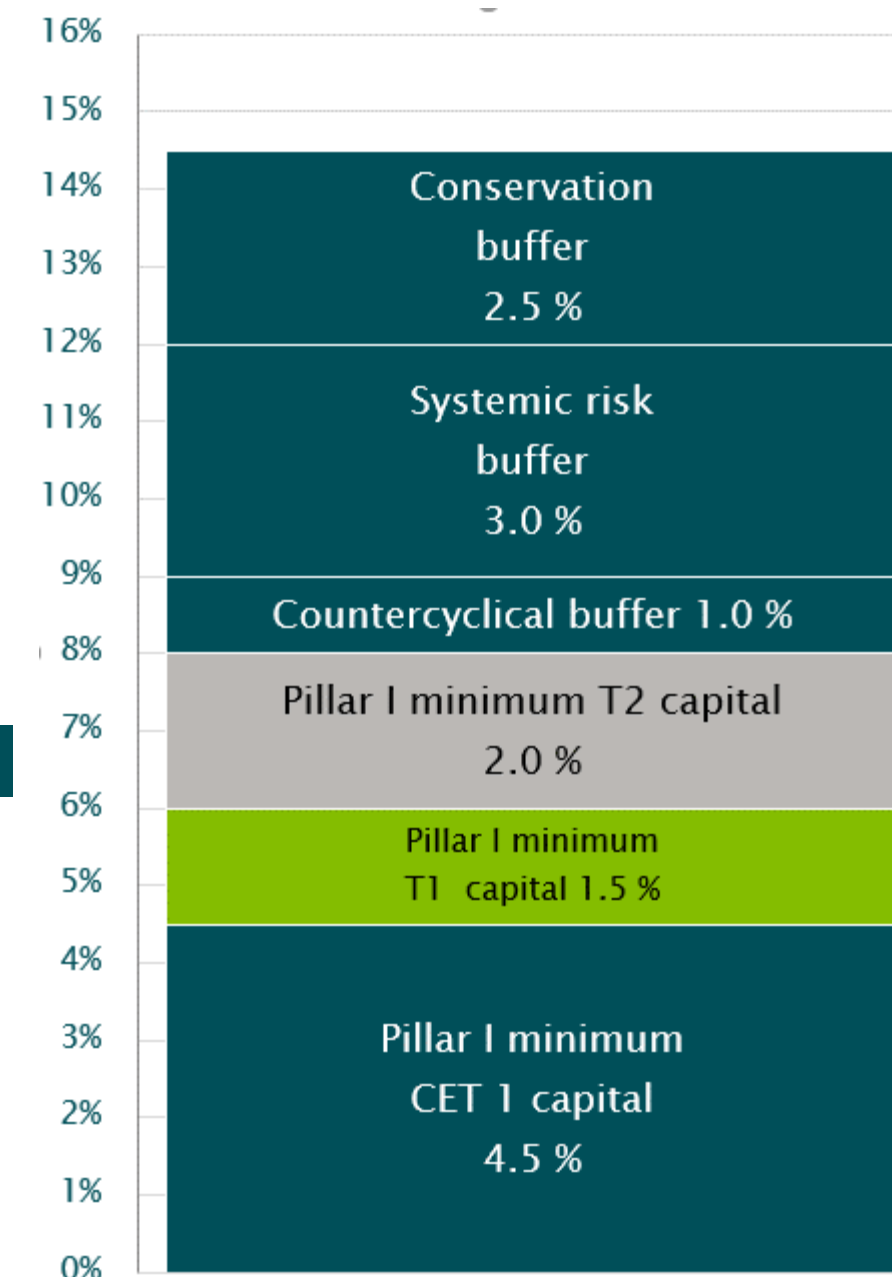 16%
15%
14%
13%
12%
11%
10%
9%
8%
7%
6%
5%
4%
3%
2%
1%
0%
Conservation
buffer
2.5 %
Systemic risk
buffer
3.0 %
Countercyclical buffer 1.0 %
Pillar I minimum T2 capital
2.0 %
Pillar I minimum
T1 capital 1.5 %
Pillar I minimum
CET 1 capital
4.5 %